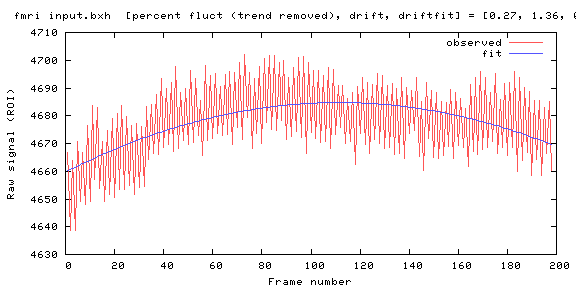 fmri input.bxh [percent fluct (trend removed), drift, driftfit] = [0.27, 1.36, 0
4710
4700
4690
4680
4670
4660
4650
4640
4630
Raw signal (ROI)
observed
fit
0 20 40 60 80 100 120 140 160 180 200
Frame number